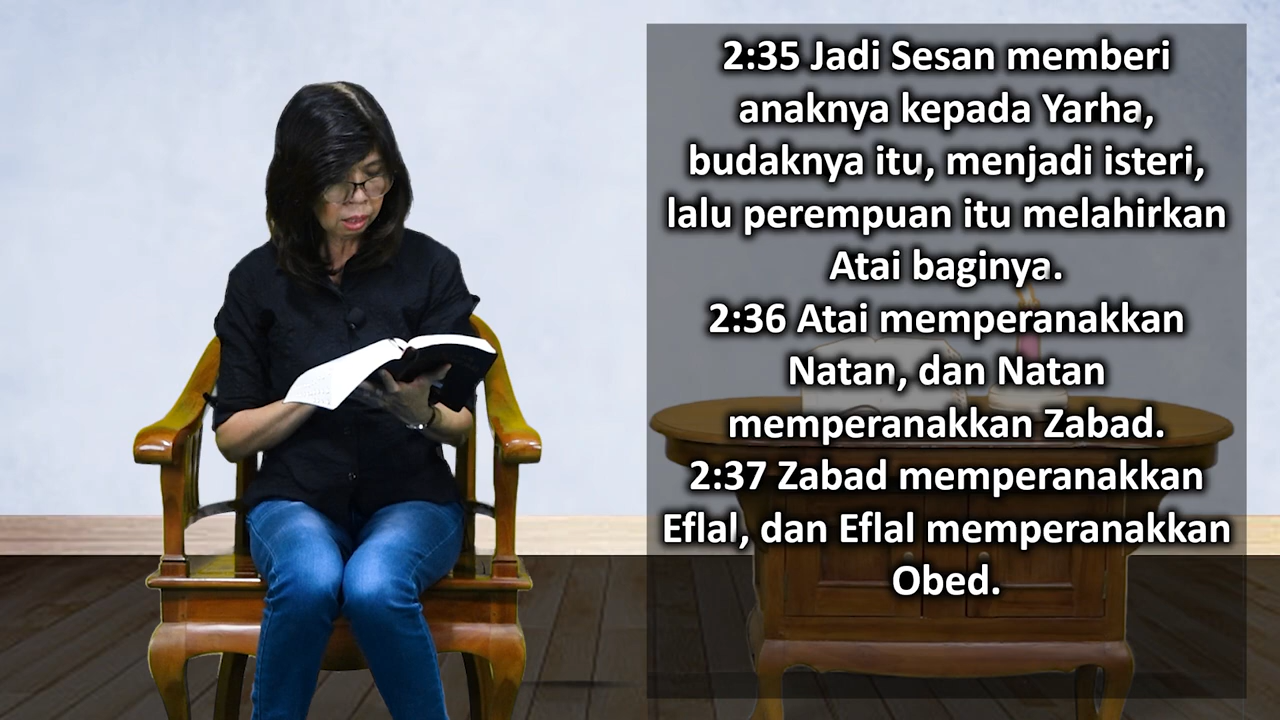 2:35 Jadi Sesan memberi
anaknya kepada Yarha,
budaknya itu, menjadi isteri,
lalu perempuan itu melahirkan
Atai baginya.
2:36 Atai memperanakkan
Natan, dan Natan
memperanakkan Zabad.
2:37 Zabad memperanakkan
Eflal, dan Eflal memperanakkan
Obed.